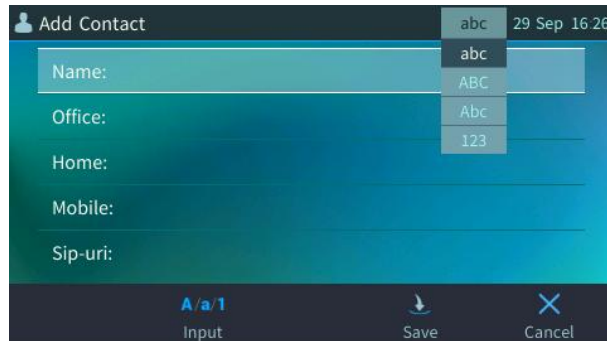 Add Contact abc 29 Sep 16:26
abc
Name:
ABC
Office: Abc
123
Home:
Mobile:
Sip-uri:
A/a/1
Input Save Cancel